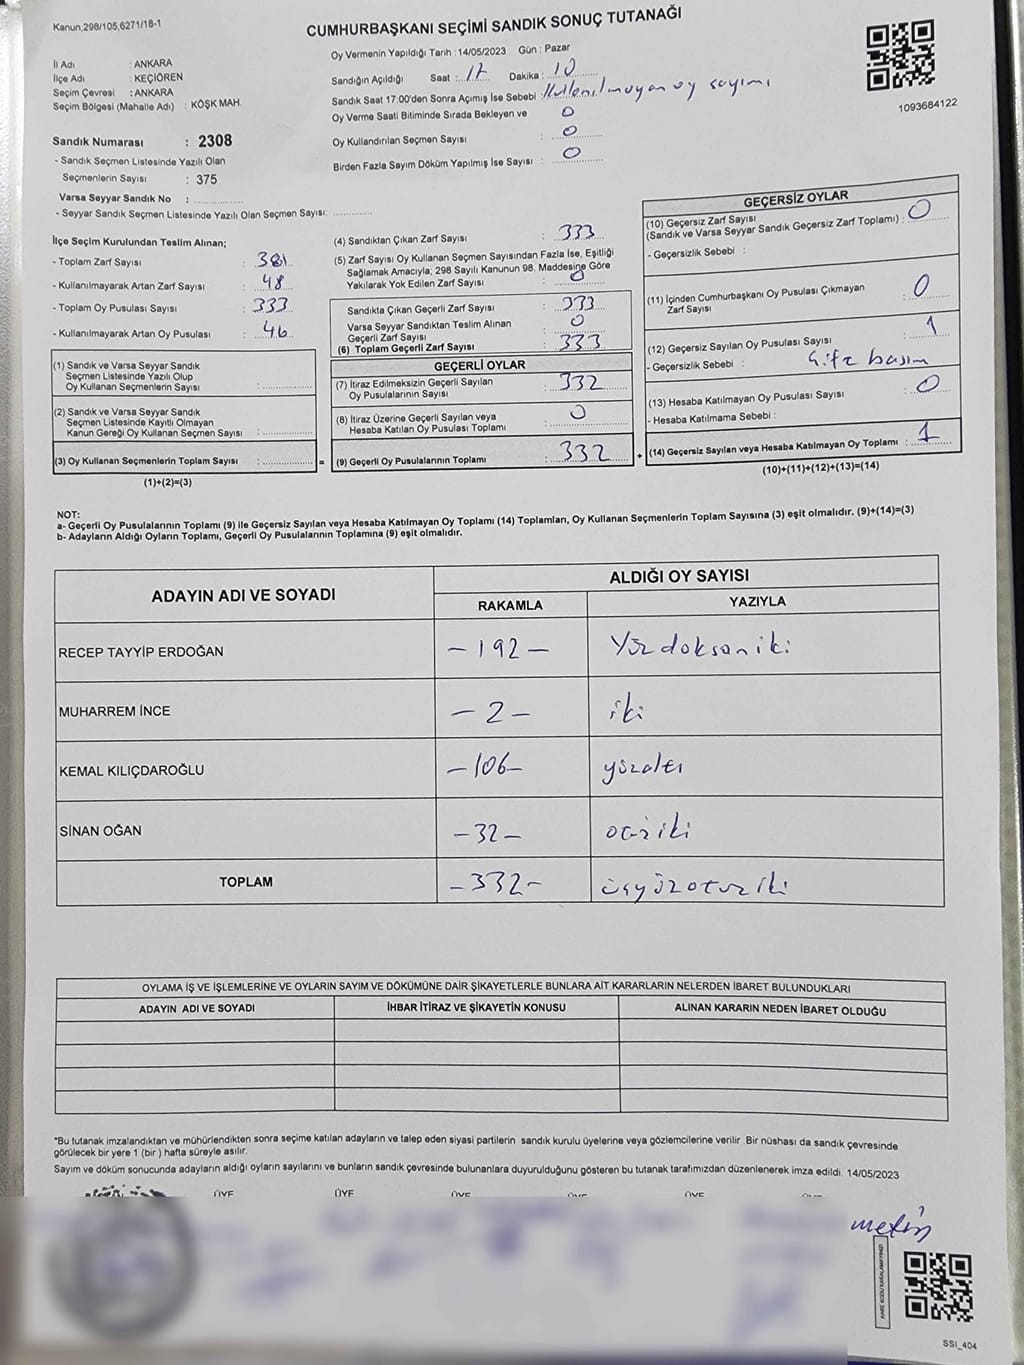 Kanun,298/105,6271/18-1
CUMHURBAŞKANI SEÇİMİ SANDIK SONUÇ TUTANAĞI
İl Adı : ANKARA
İlçe Adı : KEÇİÖREN
Seçim Çevresi : ANKARA
Seçim Bölgesi (Mahalle Adı) : KÖŞK MAH.
Sandık Numarası : 2308
- Sandık Seçmen Listesinde Yazılı Olan
Seçmenlerin Sayısı : 375
Varsa Seyyar Sandık No :
- Seyyar Sandık Seçmen Listesinde Yazılı Olan Seçmen Sayısı:
Oy Vermenin Yapıldığı Tarih : 14/05/2023 Gün : Pazar
Sandığın Açıldığı Saat : 17 Dakika : 10
Sandık Saat 17:00'den Sonra Açımış İse Sebebi : Kullanılmayan oy sayımı
Oy Verme Saati Bitiminde Sırada Bekleyen ve 0
Oy Kullandırılan Seçmen Sayısı : 0
Birden Fazla Sayım Döküm Yapılmış İse Sayısı : 0
1093684122
İlçe Seçim Kurulundan Teslim Alınan;
- Toplam Zarf Sayısı : 381
- Kullanılmayarak Artan Zarf Sayısı : 48
- Toplam Oy Pusulası : 333
- Kullanılmayarak Artan Oy Pusulası : 46
(1) Sandık ve Varsa Seyyar Sandık
Seçmen Listesinde Yazılı Olup
Oy Kullanan Seçmenlerin Sayısı :
(2) Sandık ve Varsa Seyyar Sandık
Seçmen Listesinde Kayıtlı Olmayan
Kanun Gereği Oy Kullanan Seçmen Sayısı :
(3) Oy Kullanan Seçmenlerin Toplam Sayısı : =
(1)+(2)=(3)
(4) Sandıktan Çıkan Zarf Sayısı : 333
(5) Zarf Sayısı Oy Kullanan Seçmen Sayısından Fazla İse, Eşitliği
Sağlamak Amacıyla; 298 Sayılı Kanunun 98. Maddesine Göre
Yakılarak Yok Edilen Zarf Sayısı : 0
Sandıkta Çıkan Geçerli Zarf Sayısı : 333
Varsa Seyyar Sandıktan Teslim Alınan
Geçerli Zarf Sayısı : 0
(6) Toplam Geçerli Zarf Sayısı : 333
GEÇERLİ OYLAR
(7) İtiraz Edilmeksizin Geçerli Sayılan
Oy Pusulalarının Sayısı : 332
(8) İtiraz Üzerine Geçerli Sayılan veya
Hesaba Katılan Oy Pusulası Toplamı : 0
(9) Geçerli Oy Pusulalarının Toplamı : 332 +
GEÇERSİZ OYLAR
(10) Geçersiz Zarf Sayısı
(Sandık ve Varsa Seyyar Sandık Geçersiz Zarf Toplamı) : 0
- Geçersizlik Sebebi :
(11) İçinden Cumhurbaşkanı Oy Pusulası Çıkmayan
Zarf Sayısı : 0
(12) Geçersiz Sayılan Oy Pusulası Sayısı : 1
- Geçersizlik Sebebi : Çift basım
(13) Hesaba Katılmayan Oy Pusulası Sayısı : 0
- Hesaba Katılmama Sebebi :
(14) Geçersiz Sayılan veya Hesaba Katılmayan Oy Toplamı : 1
(10)+(11)+(12)+(13)=(14)
NOT:
a- Geçerli Oy Pusulalarının Toplamı (9) ile Geçersiz Sayılan veya Hesaba Katılmayan Oy Toplamı (14) Toplamları, Oy Kullanan Seçmenlerin Toplam Sayısına (3) eşit olmalıdır. (9)+(14)=(3)
b- Adayların Aldığı Oyların Toplamı, Geçerli Oy Pusulalarının Toplamına (9) eşit olmalıdır.
ADAYIN ADI VE SOYADI ALDIĞI OY SAYISI
RAKAMLA YAZIYLA
RECEP TAYYİP ERDOĞAN -192- Yüzdoksaniki
MUHARREM İNCE -2- iki
KEMAL KILIÇDAROĞLU -106- yüzaltı
SİNAN OĞAN -32- otuziki
TOPLAM -332- üçyüzotuziki
OYLAMA İŞ VE İŞLEMLERİNE VE OYLARIN SAYIM VE DÖKÜMÜNE DAİR ŞİKAYETLERLE BUNLARA AİT KARARLARIN NELERDEN İBARET BULUNDUKLARI
ADAYIN ADI VE SOYADI İHBAR İTİRAZ VE ŞİKAYETİN KONUSU ALINAN KARARIN NEDEN İBARET OLDUĞU
"Bu tutanak imzalandıktan ve mühürlendikten sonra seçime katılan adayların ve talep eden siyasi partilerin sandık kurulu üyelerine veya gözlemcilerine verilir. Bir nüshası da sandık çevresinde
görülecek bir yere 1 (bir) hafta süreyle asılır.
Sayım ve döküm sonucunda adayların aldığı oyların sayılarını ve bunların sandık çevresinde bulunanlara duyurulduğunu gösteren bu tutanak tarafımızdan düzenlenerek imza edildi. 14/05/2023
ÜYE ÜYE ÜYE ÜYE ÜYE
metin
SSI_404